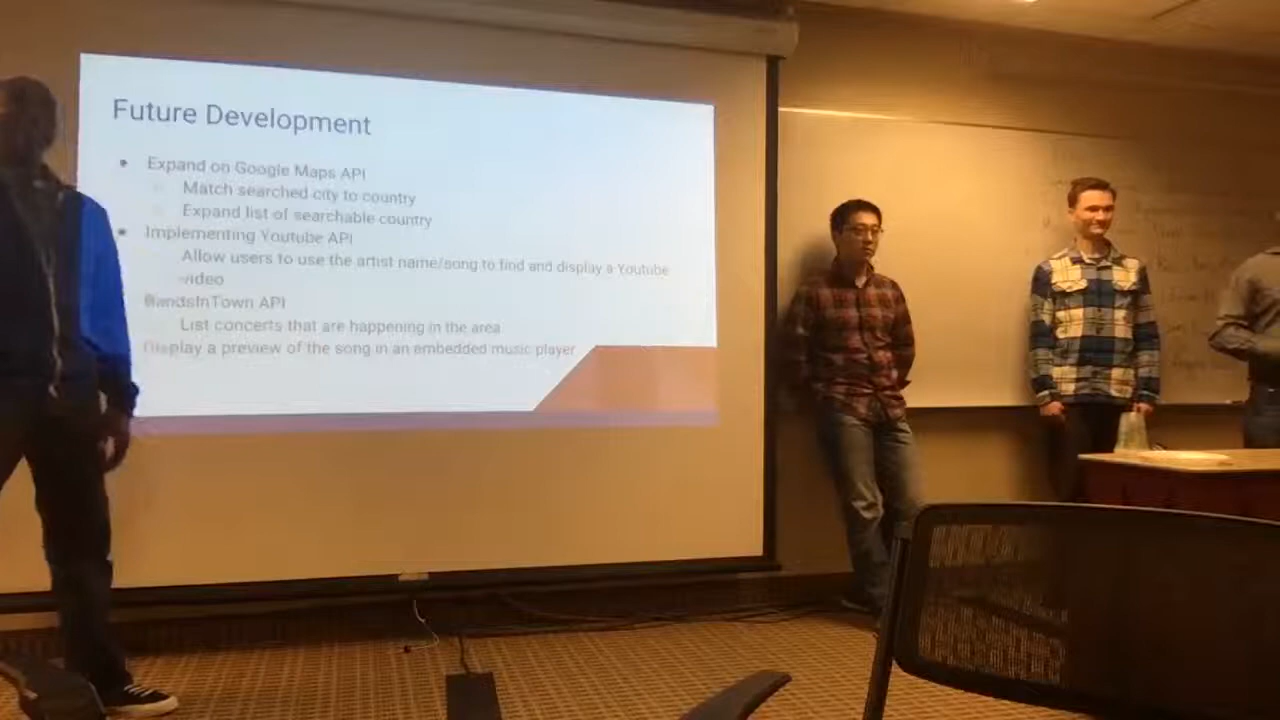 Future Development
Expand on Google Maps API
Match searched city to country
Expand list of searchable country
Implementing Youtube API
Allow users to use the artist name/song to find and display a Youtube
video
BandsInTown API
List concerts that are happening in the area
Display a preview of the song in an embedded music player